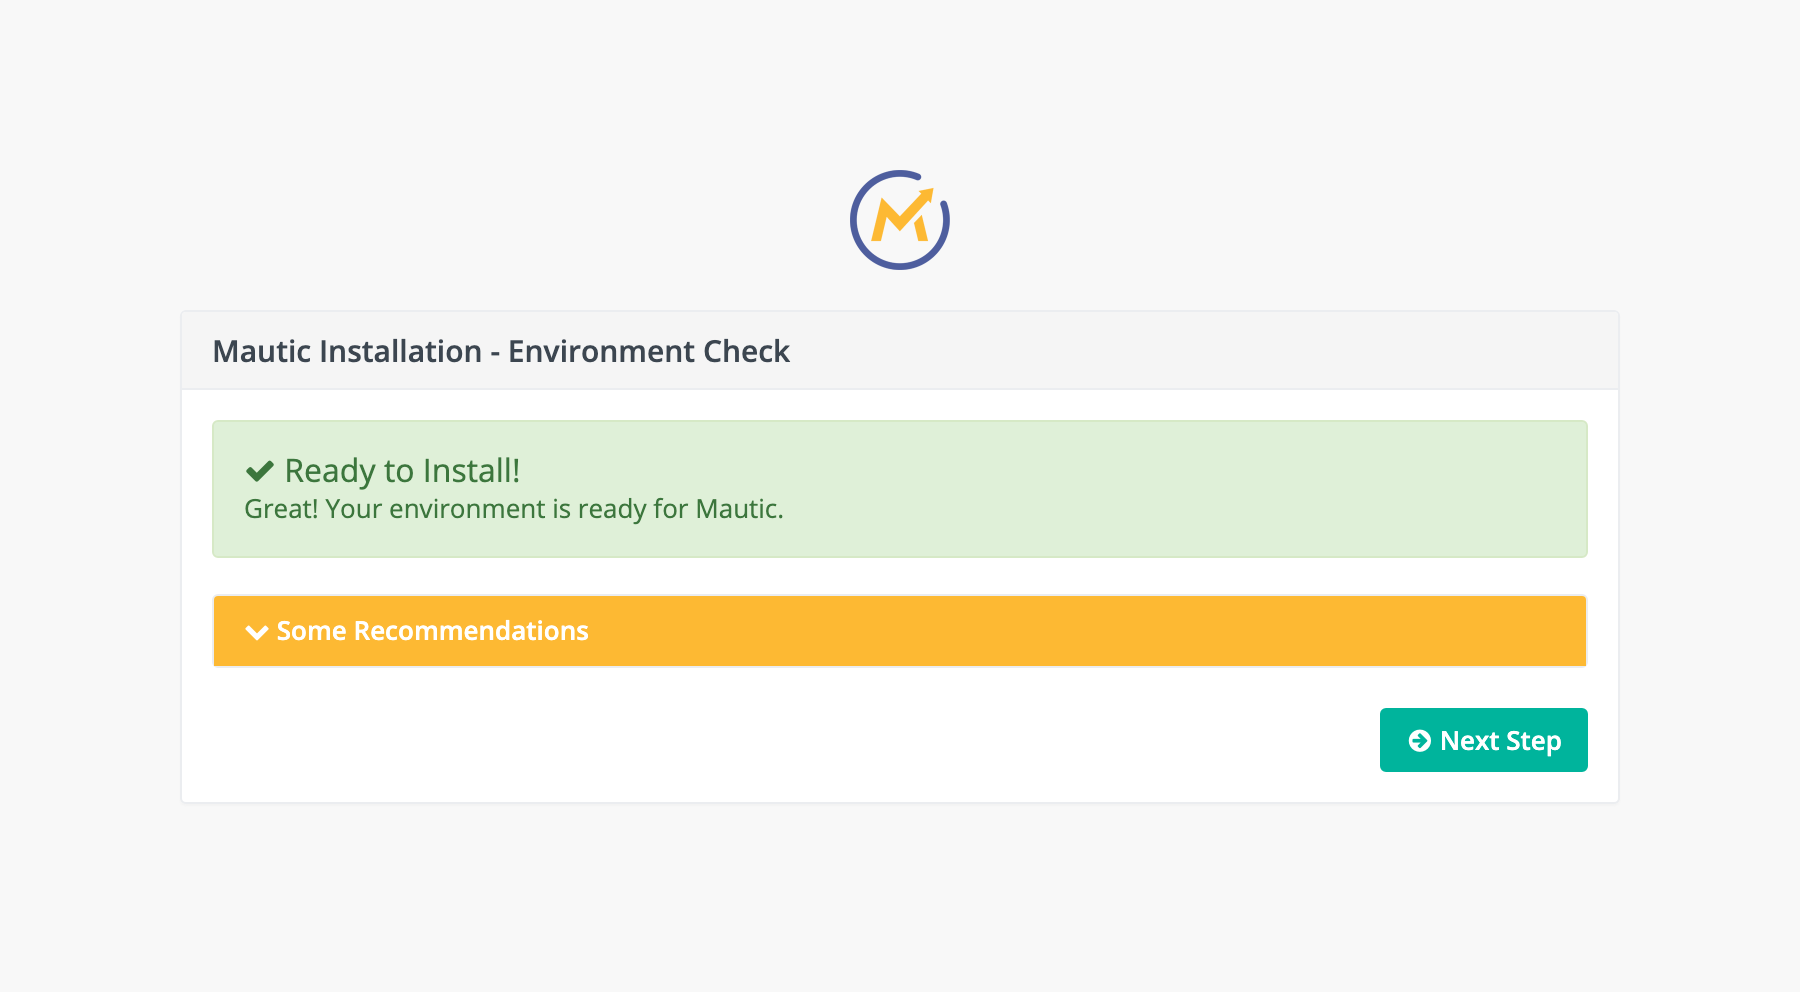 Mautic Installation - Environment Check
Ready to Install!
Great! Your environment is ready for Mautic.
Some Recommendations
Next Step